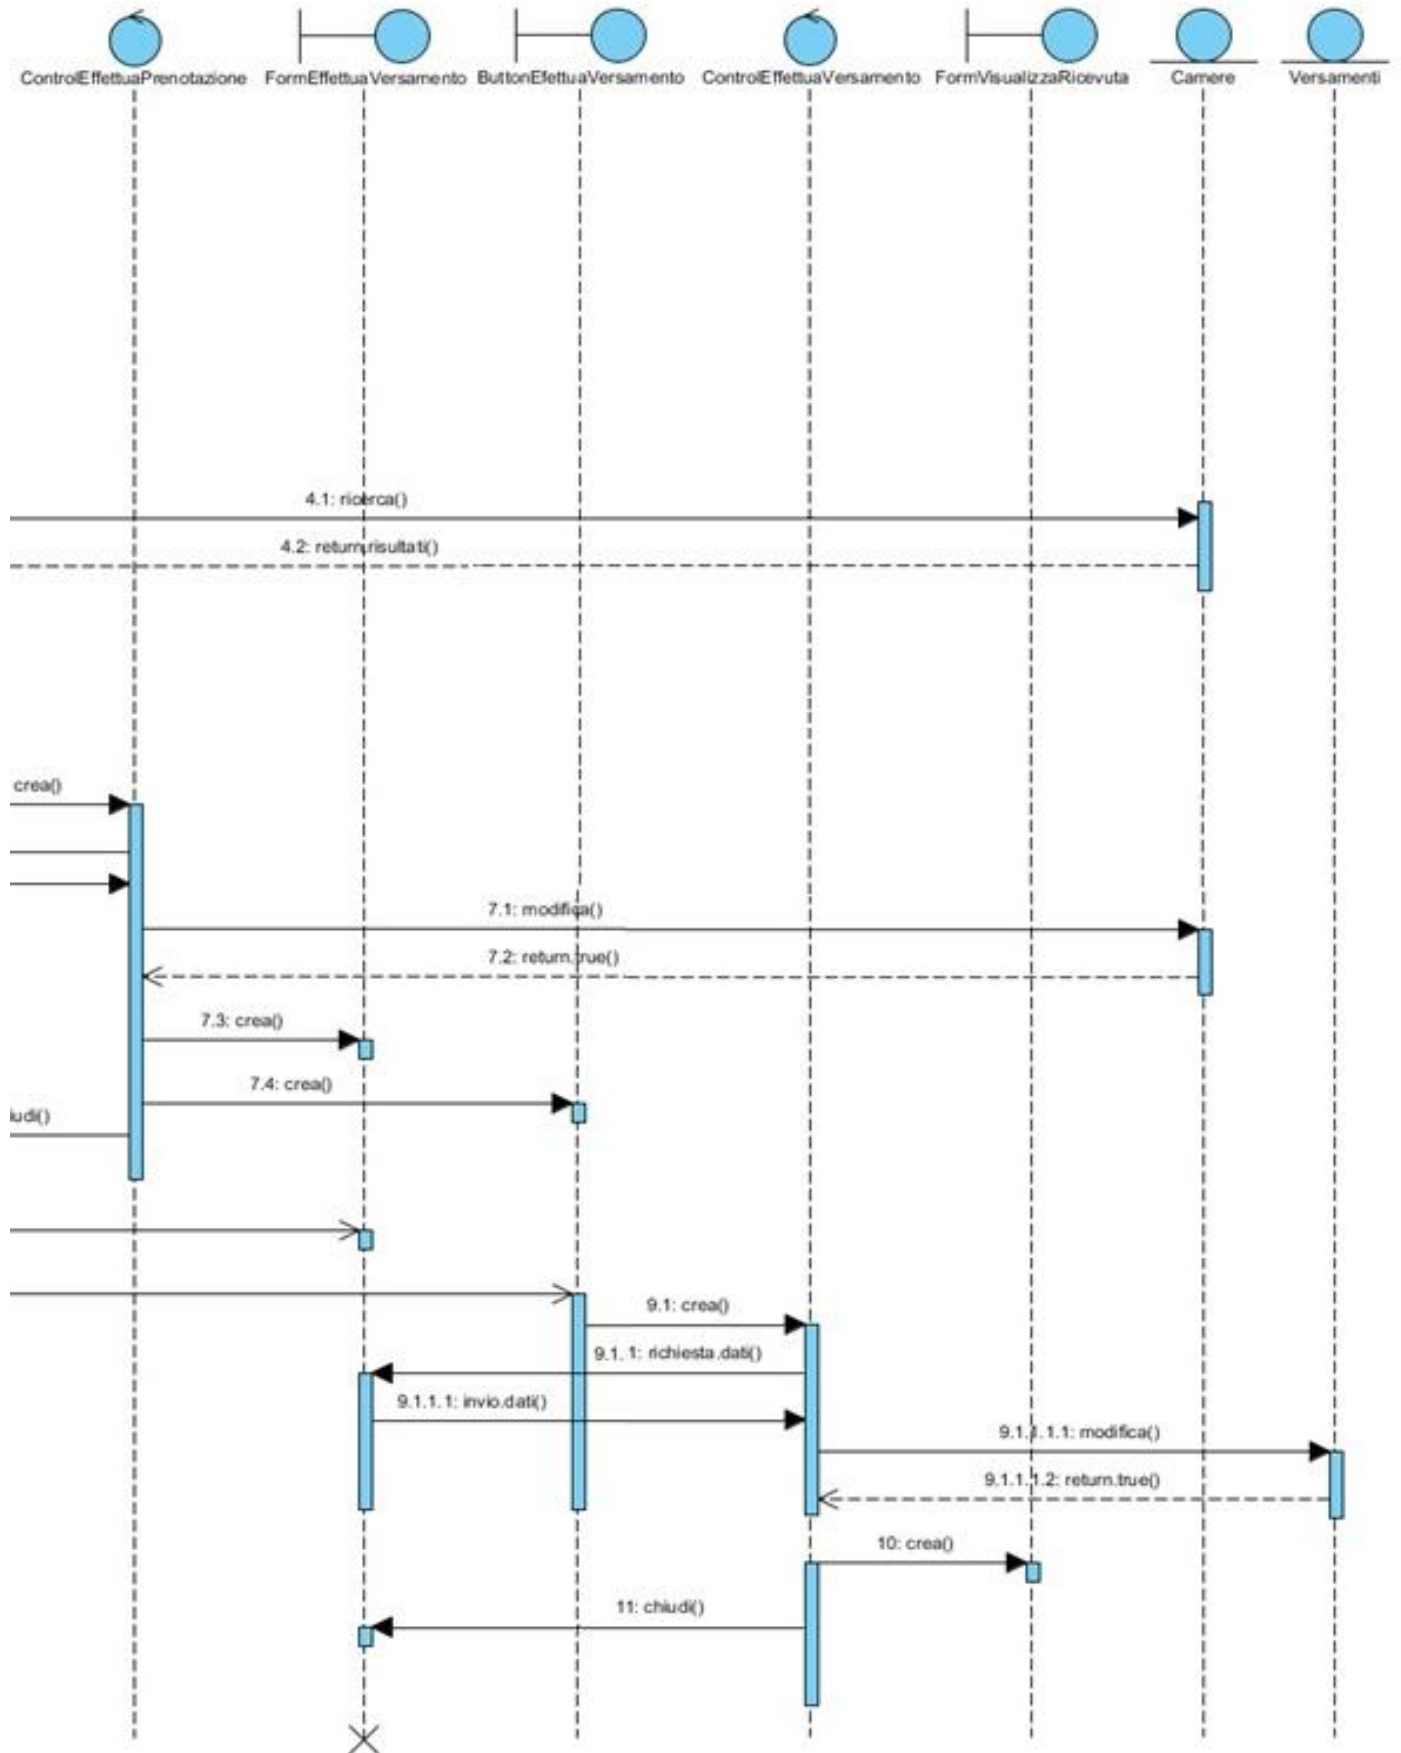 ControlEffettuaPrenotazione FormEffettuaVersamento ButtonEfettuaVersamento ControlEffettuaVersamento FormVisualizzaRicevuta Camere Versamenti
4.1: ricerca()
4.2: return.risultati()
crea()
7.1: modifica()
7.2: return.true()
7.3: crea()
7.4: crea()
iudi()
9.1: crea()
9.1.1: richiesta.dati()
9.1.1.1: invio.dati()
9.1.1.1.1: modifica()
9.1.1.1.2: return.true()
10: crea()
11: chiudi()